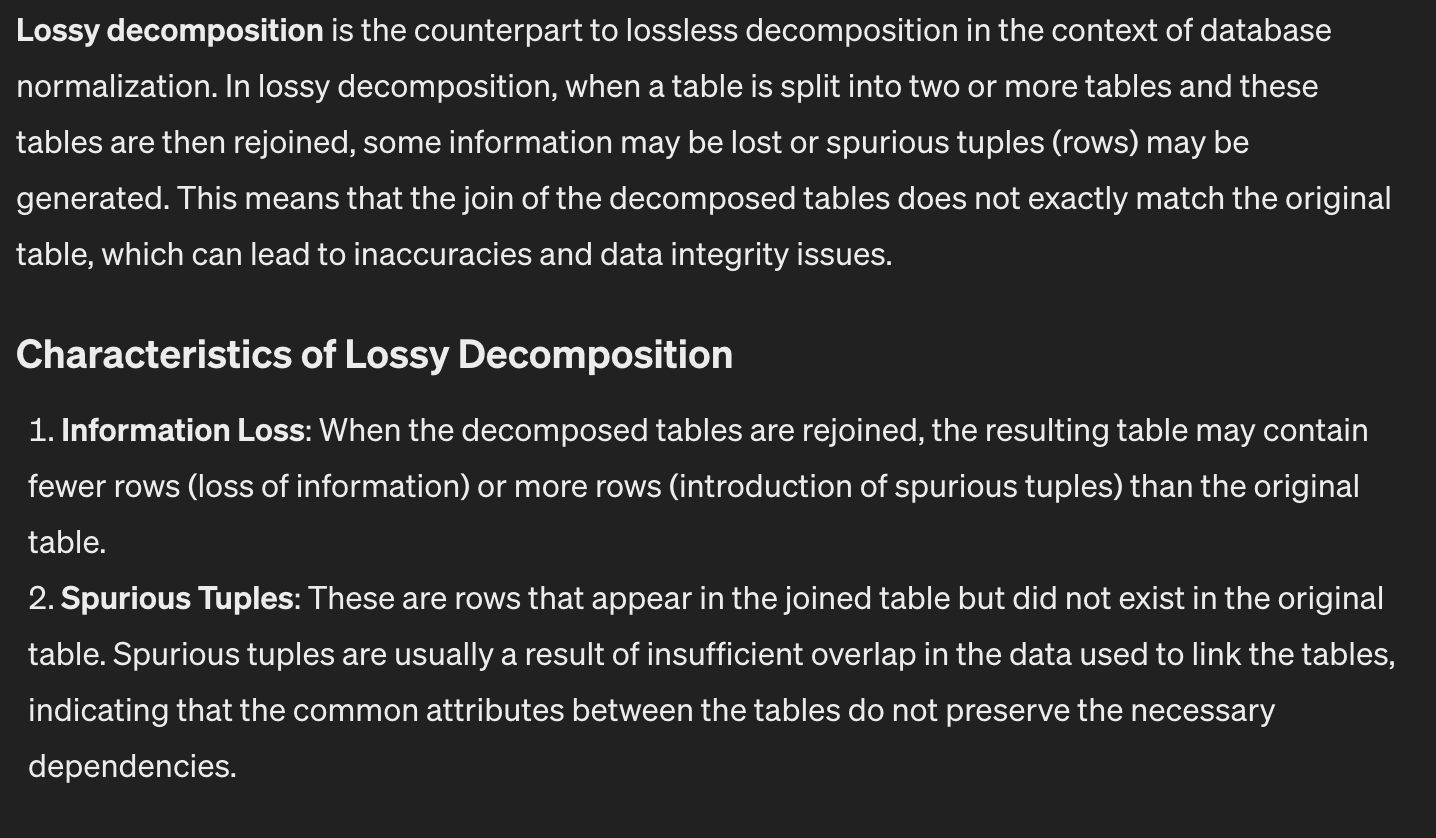 Lossy decomposition is the counterpart to lossless decomposition in the context of database
normalization. In lossy decomposition, when a table is split into two or more tables and these
tables are then rejoined, some information may be lost or spurious tuples (rows) may be
generated. This means that the join of the decomposed tables does not exactly match the original
table, which can lead to inaccuracies and data integrity issues.
Characteristics of Lossy Decomposition
1. Information Loss: When the decomposed tables are rejoined, the resulting table may contain
fewer rows (loss of information) or more rows (introduction of spurious tuples) than the original
table.
2. Spurious Tuples: These are rows that appear in the joined table but did not exist in the original
table. Spurious tuples are usually a result of insufficient overlap in the data used to link the tables,
indicating that the common attributes between the tables do not preserve the necessary
dependencies.